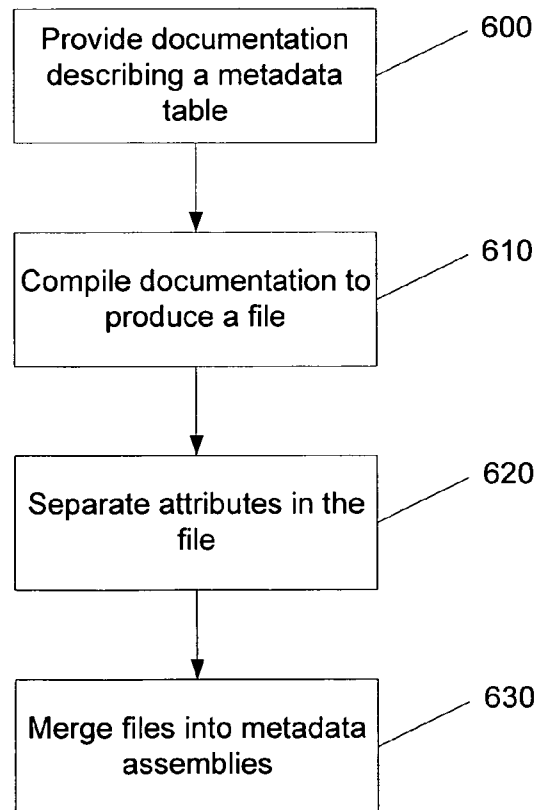 Provide documentation
describing a metadata
table
600
Compile documentation to
produce a file
610
Separate attributes in the
file
620
Merge files into metadata
assemblies
630